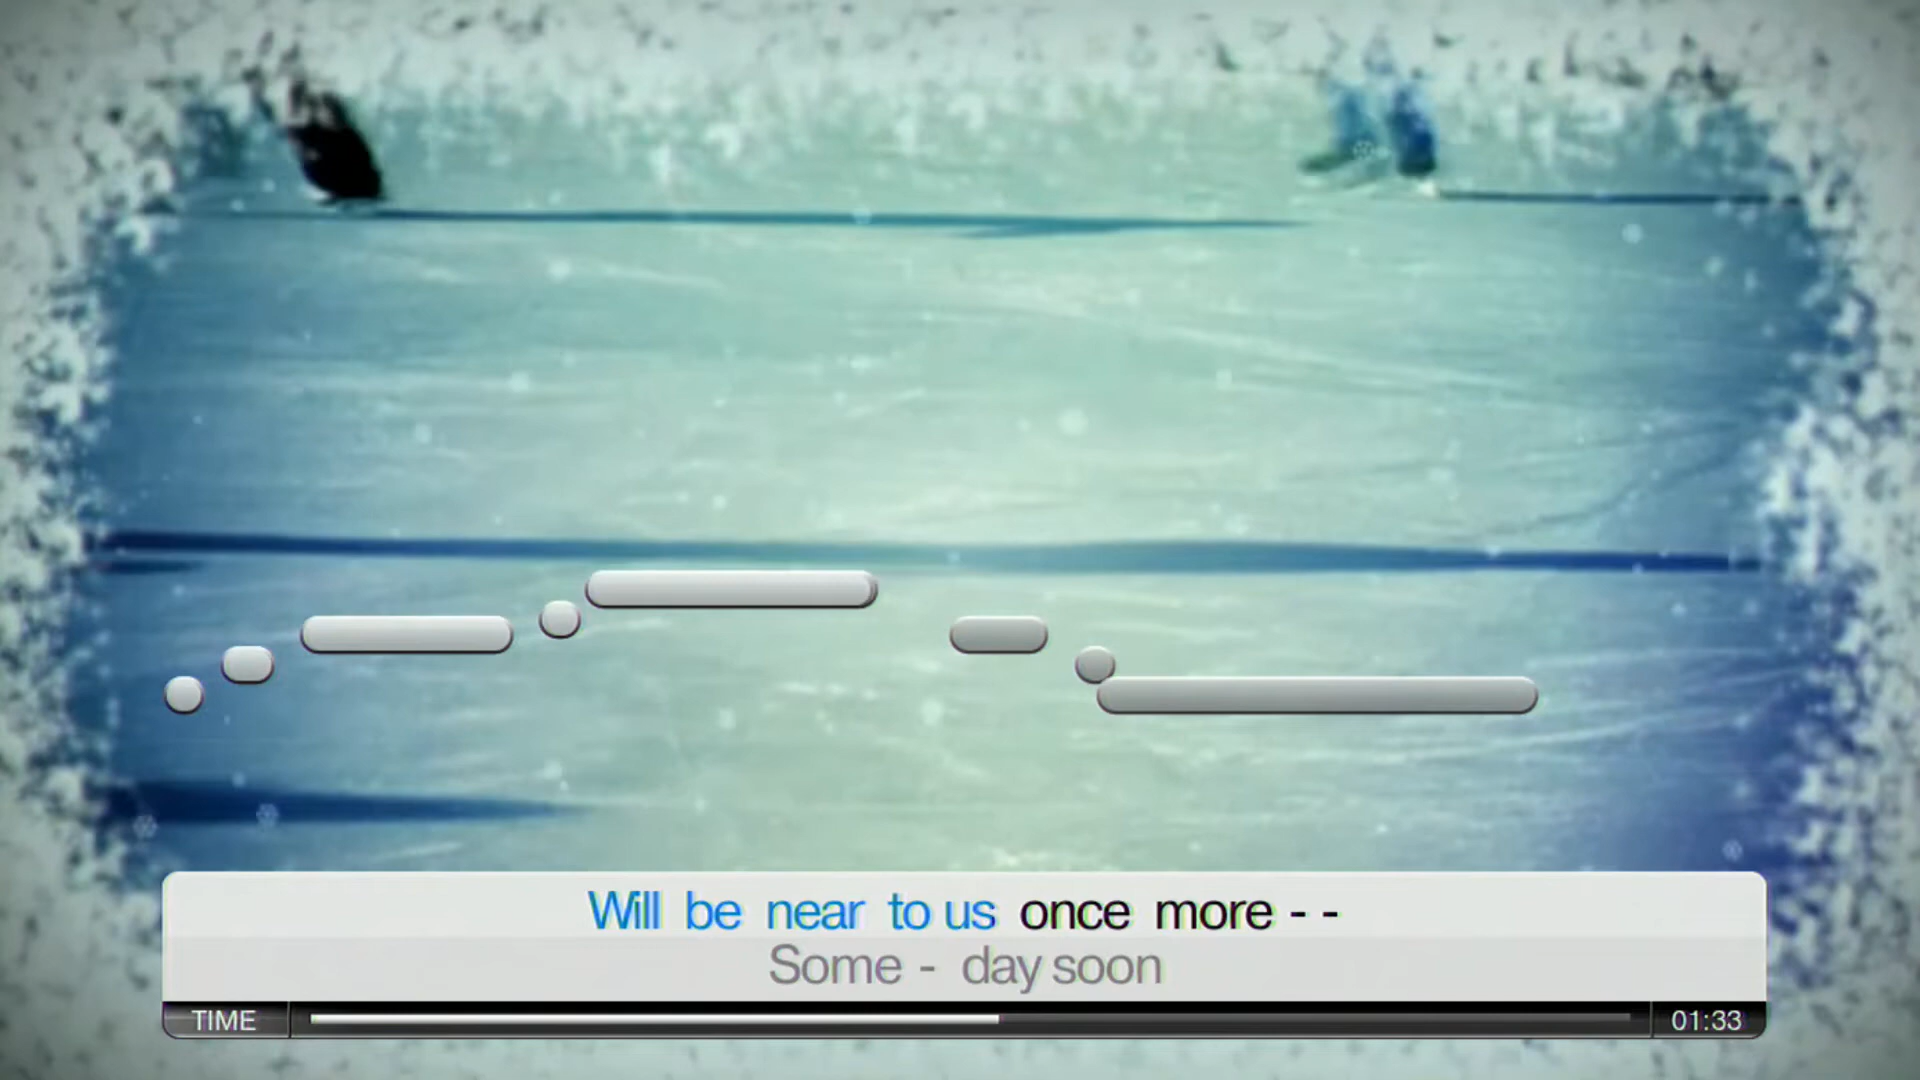 Will be near to us once more - -
Some - day soon
TIME 01:33